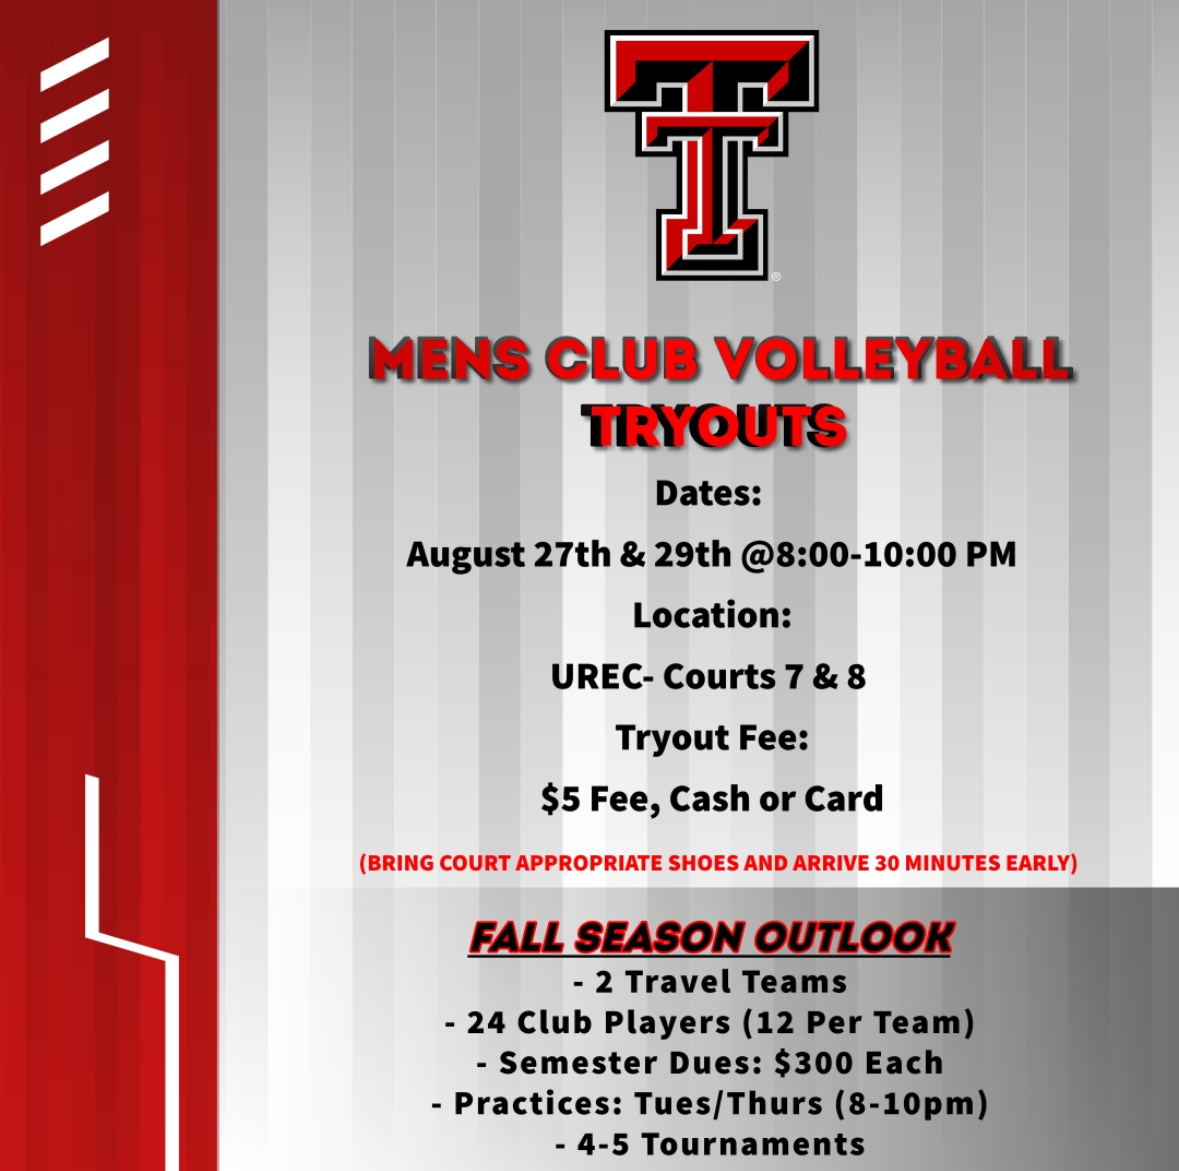 MENS CLUB VOLLEYBALL
TRYOUTS
Dates:
August 27th & 29th @8:00-10:00 PM
Location:
UREC- Courts 7 & 8
Tryout Fee:
$5 Fee, Cash or Card
(BRING COURT APPROPRIATE SHOES AND ARRIVE 30 MINUTES EARLY)
FALL SEASON OUTLOOK
- 2 Travel Teams
- 24 Club Players (12 Per Team)
- Semester Dues: $300 Each
- Practices: Tues/Thurs (8-10pm)
- 4-5 Tournaments